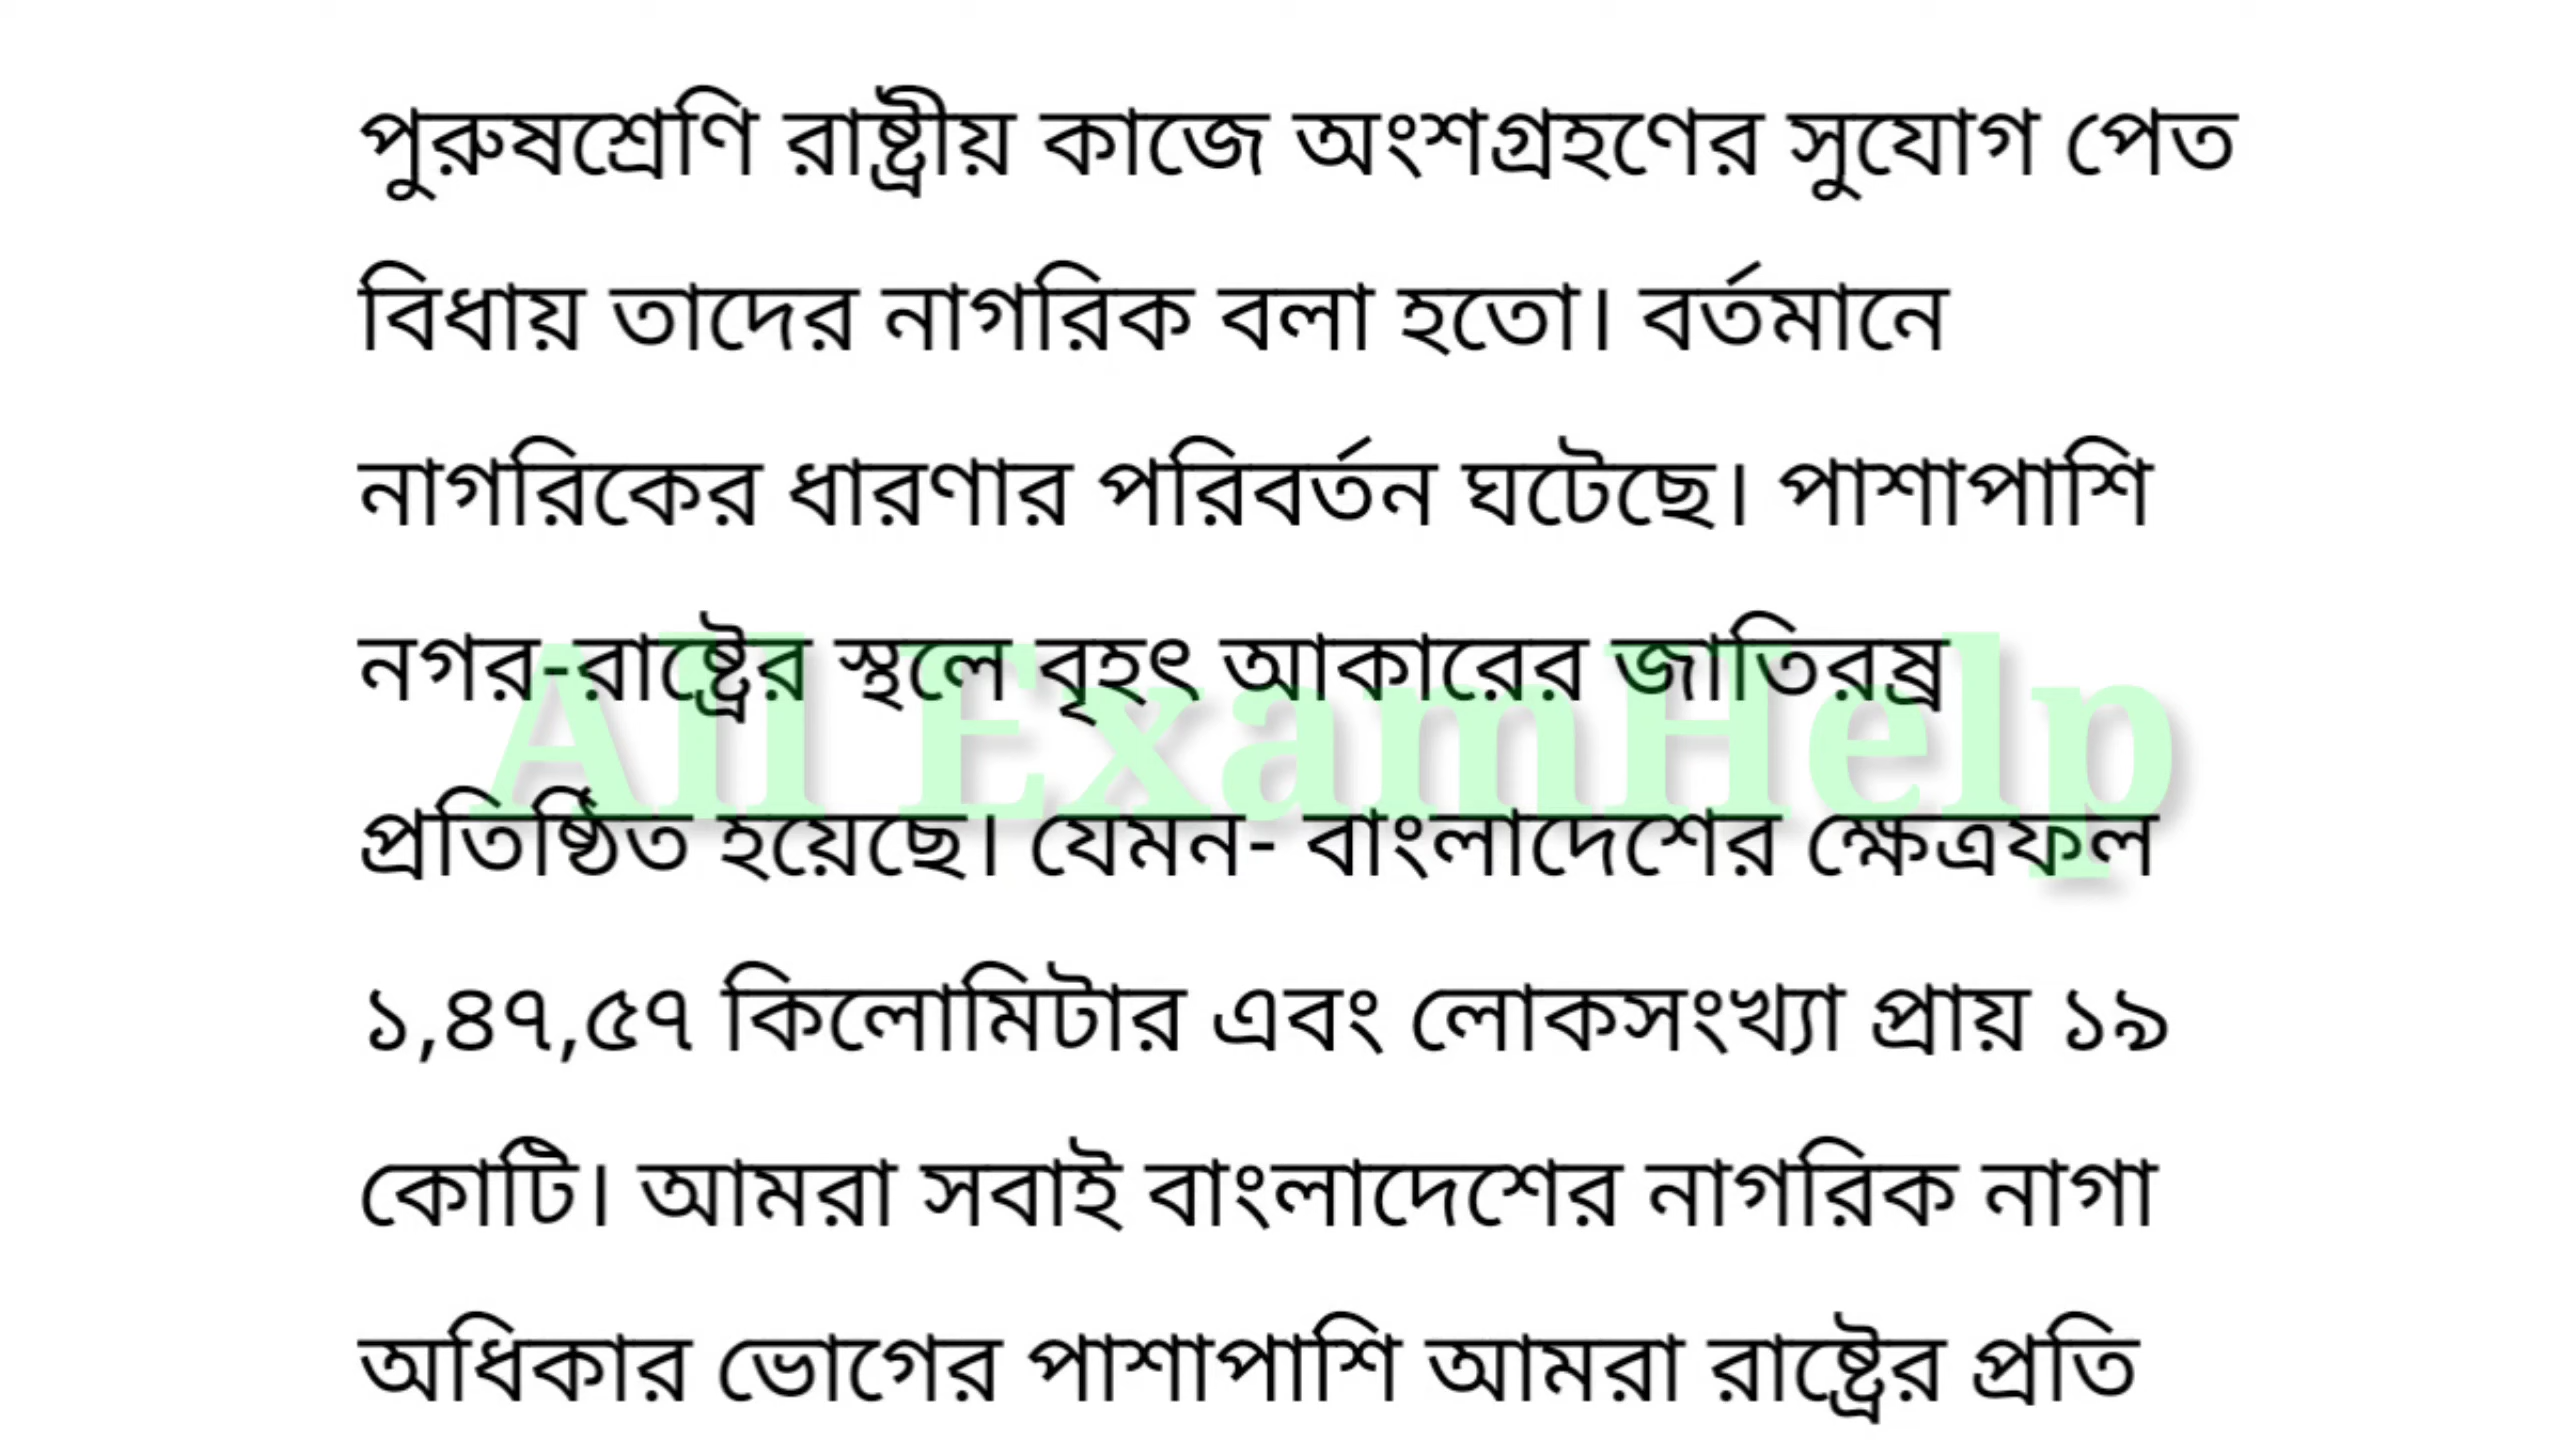 পুরুষশ্রেণি রাষ্ট্রীয় কাজে অংশগ্রহণের সুযোগ পেত
বিধায় তাদের নাগরিক বলা হতো। বর্তমানে
নাগরিকের ধারণার পরিবর্তন ঘটেছে। পাশাপাশি
নগর-রাষ্ট্রের স্থলে বৃহৎ আকারের জাতিরষ্র
All ExamHelp
প্রতিষ্ঠিত হয়েছে। যেমন- বাংলাদেশের ক্ষেত্রফল
১,৪৭,৫৭ কিলোমিটার এবং লোকসংখ্যা প্রায় ১৯
কোটি। আমরা সবাই বাংলাদেশের নাগরিক নাগা
অধিকার ভোগের পাশাপাশি আমরা রাষ্ট্রের প্রতি